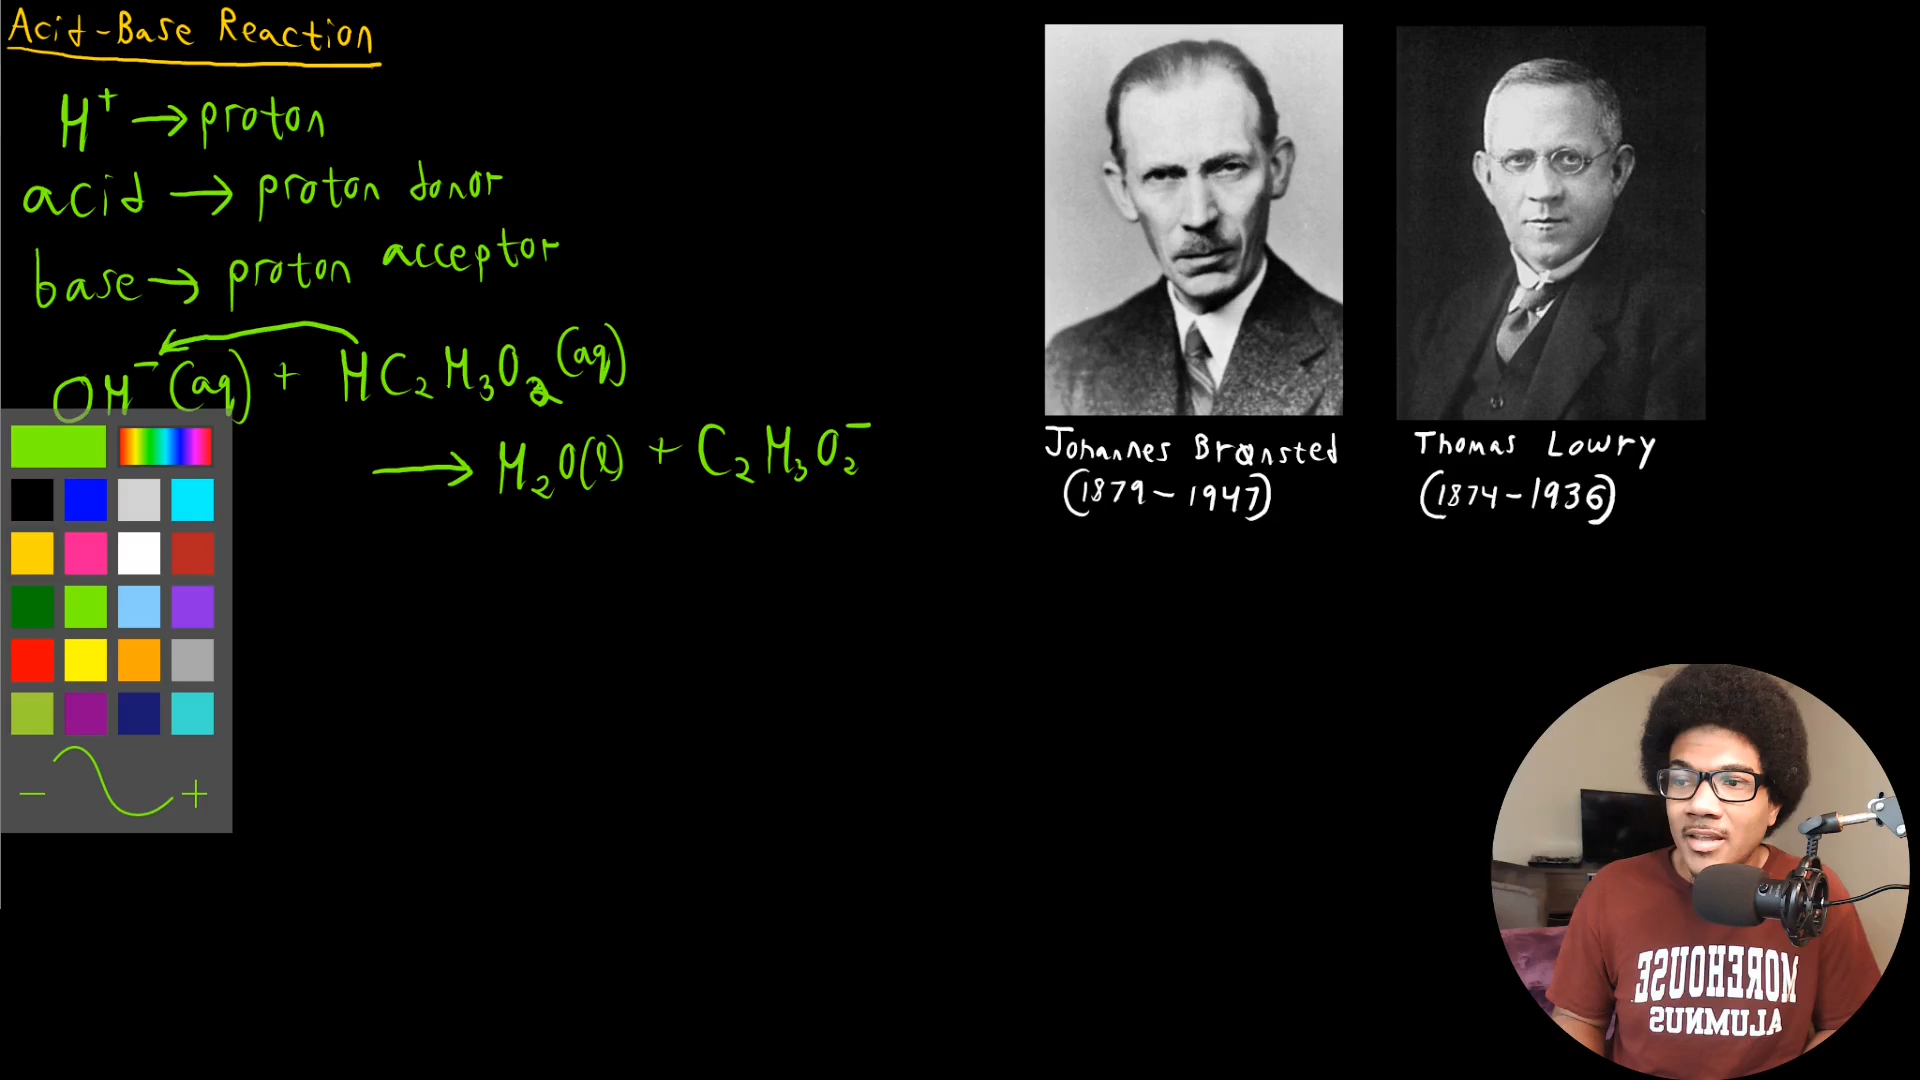 Acid-Base Reaction
H⁺ → proton
acid → proton donor
base → proton acceptor
OH⁻(aq) + HC₂H₃O₂(aq)
→ H₂O(l) + C₂H₃O₂⁻
Johannes Brønsted
(1879-1947)
Thomas Lowry
(1874-1936)
MOREHOUSE
ALUMNUS